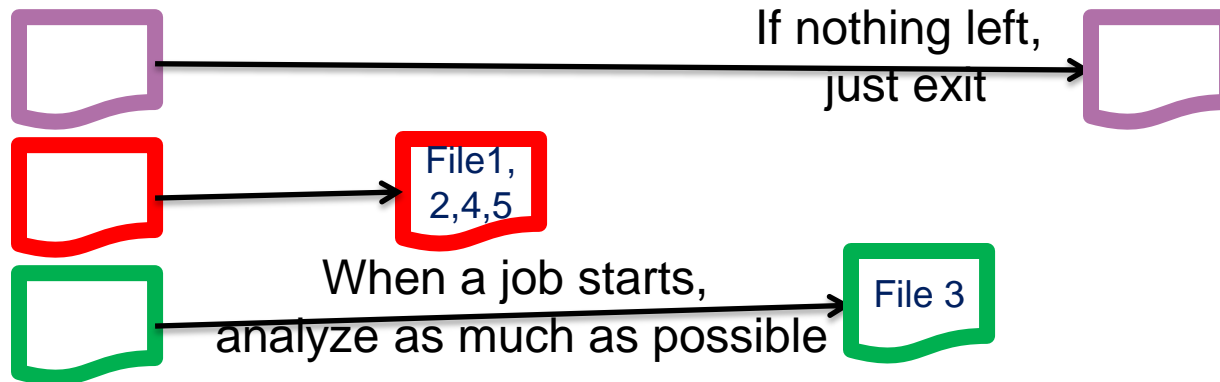 If nothing left,
just exit
File1,
2,4,5
When a job starts,
analyze as much as possible
File 3